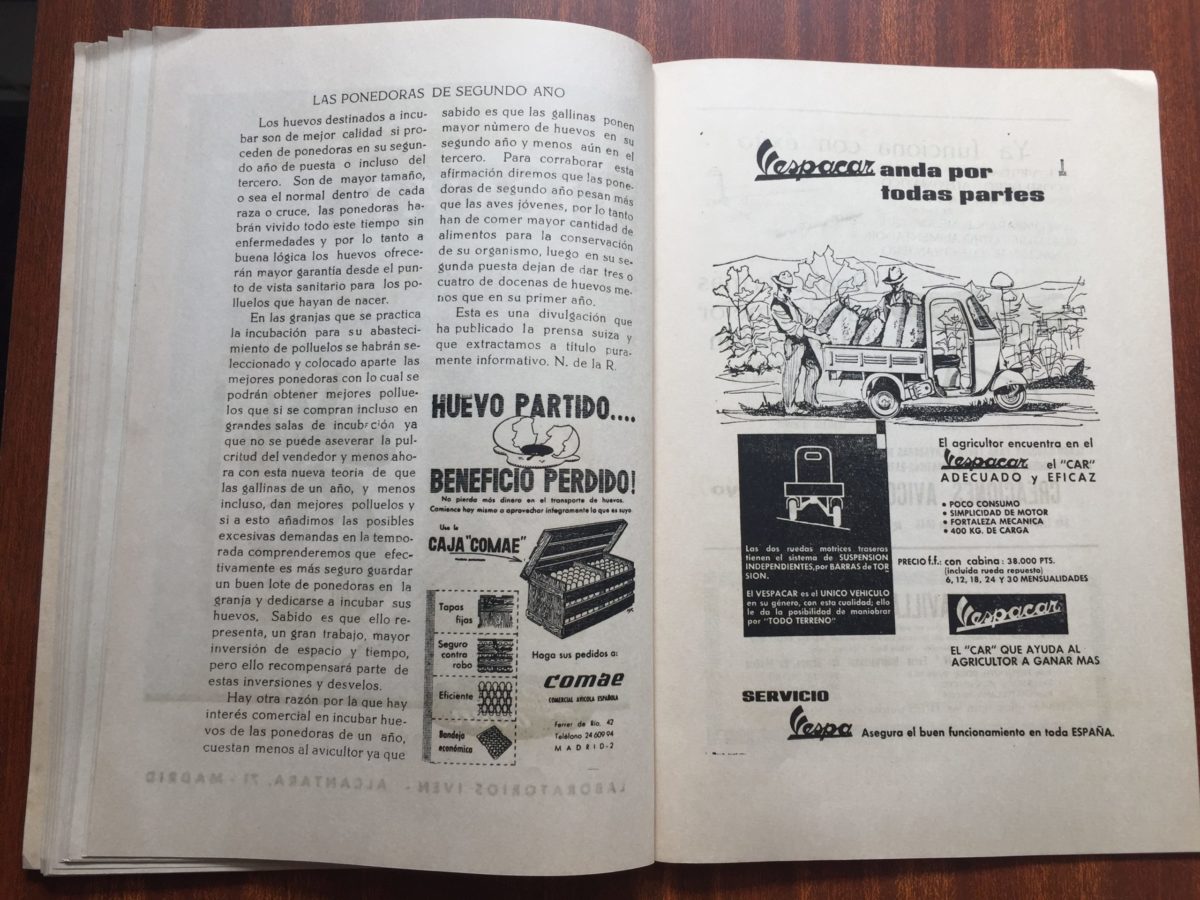 LAS PONEDORAS DE SEGUNDO AÑO
Los huevos destinados a incu-
bar son de mejor calidad si pro-
ceden de ponedoras en su segun-
do año de puesta o incluso del
tercero. Son de mayor tamaño,
o sea el normal dentro de cada
raza o cruce, las ponedoras ha-
brán vivido todo este tiempo sin
enfermedades y por lo tanto a
buena lógica los huevos ofrece-
rán mayor garantía desde el pun-
to de vista sanitario para los po-
lluelos que hayan de nacer.
En las granjas que se practica
la incubación para su abasteci-
miento de polluelos se habrán se-
leccionado y colocado aparte las
mejores ponedoras con lo cual se
podrán obtener mejores pollue-
los que si se compran incluso en
grandes salas de incubación ya
que no se puede aseverar la pul-
critud del vendedor y menos aho-
ra con esta nueva teoria de que
las gallinas de un año, y menos
incluso, dan mejores polluelos y
si a esto añadimos las posibles
excesivas demandas en la tempo-
rada comprenderemos que efec-
tivamente es más seguro guardar
un buen lote de ponedoras en la
granja y dedicarse a incubar sus
huevos. Sabido es que ello re-
presenta, un gran trabajo, mayor
inversión de espacio y tiempo,
pero ello recompensará parte de
estas inversiones y desvelos.
Hay otra razón por la que hay
interés comercial en incubar hue-
vos de las ponedoras de un año,
cuestan menos al avicultor ya que
sabido es que las gallinas ponen
mayor nùmero de huevos en su
segundo año y menos aún en el
tercero. Para corraborar esta
afirmación diremos que las pone-
doras de segundo año pesan más
que las aves jóvenes, por lo tanto
han de comer mayor cantidad de
alimentos para la conservación
de su organismo, luego en su se-
gunda puesta dejan de dar tres o
cuatro de docenas de huevos me-
nos que en su primer año.
Esta es una divulgación que
ha publicado la prensa suiza y
que extractamos a título pura-
mente informativo. N. de la R.
HUEVO PARTIDO....
BENEFICIO PERDIDO!
No pierda más dinero en el transporte de huevos.
Comience hoy mismo a aprovechar integramente lo que es suyo.
Use la
CAJA "COMAE"
Tapas
fijas
Seguro
contra
robo
Eficiente
Bandeja
económica
Haga sus pedidos a:
comae
COMERCIAL AVICOLA ESPAÑOLA
Ferrer de Río, 42
Teléfono 24 60 94
MADRID-2
LABORATORIOS IVEN - ALCANTARA, 71 - MADRID
Vespacar anda por
todas partes
El agricultor encuentra en el
Vespacar el "CAR"
ADECUADO y EFICAZ
• POCO CONSUMO
• SIMPLICIDAD DE MOTOR
• FORTALEZA MECANICA
• 400 KG. DE CARGA
Las dos ruedas motrices traseras
tienen el sistema de SUSPENSION
INDEPENDIENTES, por BARRAS de TOR
SION.
El VESPACAR es el UNICO VEHICULO
en su género, con esta cualidad; ello
le da la posibilidad de maniobrar
por "TODO TERRENO"
PRECIO f.f.: con cabina: 38.000 PTS.
(incluida rueda repuesto)
6, 12, 18, 24 Y 30 MENSUALIDADES
Vespacar
EL "CAR" QUE AYUDA AL
AGRICULTOR A GANAR MAS
SERVICIO
Vespa Asegura el buen funcionamiento en toda ESPAÑA.